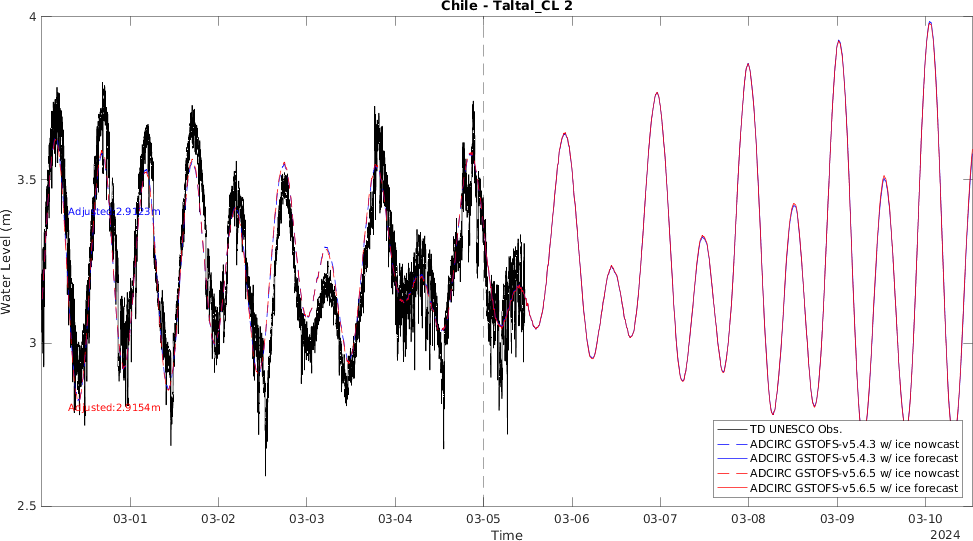 Chile - Taltal_CL 2
Water Level (m)
4
3.5
3
2.5
Adjusted:2.9123m
Adjusted:2.9154m
TD UNESCO Obs.
ADCIRC GSTOFS-v5.4.3 w/ ice nowcast
ADCIRC GSTOFS-v5.4.3 w/ ice forecast
ADCIRC GSTOFS-v5.6.5 w/ ice nowcast
ADCIRC GSTOFS-v5.6.5 w/ ice forecast
03-01 03-02 03-03 03-04 03-05 03-06 03-07 03-08 03-09 03-10
Time
2024